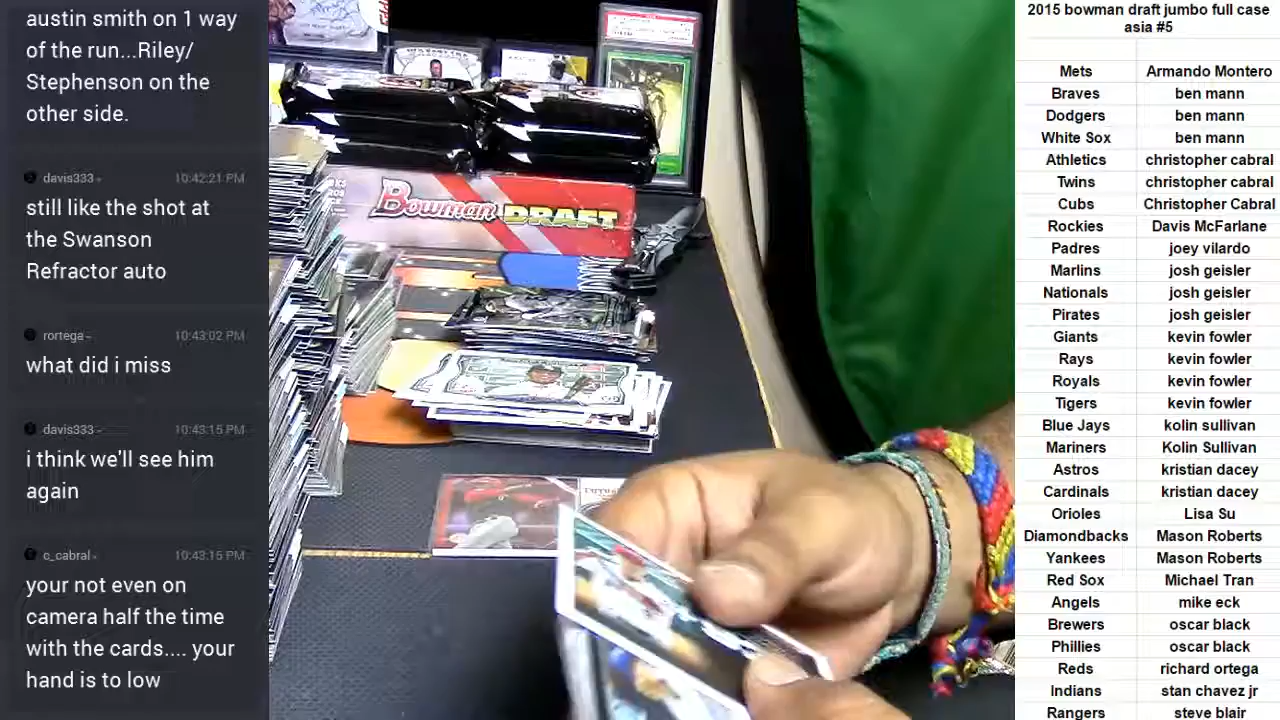 austin smith on 1 way
of the run...Riley/
Stephenson on the
other side.
davis333
10:42:21 PM
still like the shot at
the Swanson
Refractor auto
rortega
10:43:02 PM
what did i miss
davis333
10:43:15 PM
i think we'll see him
again
c_cabral
10:43:15 PM
your not even on
camera half the time
with the cards.... your
hand is to low
Bowman DRAFT
2015 bowman draft jumbo full case
asia #5
Mets Armando Montero
Braves ben mann
Dodgers ben mann
White Sox ben mann
Athletics christopher cabral
Twins christopher cabral
Cubs Christopher Cabral
Rockies Davis McFarlane
Padres joey vilardo
Marlins josh geisler
Nationals josh geisler
Pirates josh geisler
Giants kevin fowler
Rays kevin fowler
Royals kevin fowler
Tigers kevin fowler
Blue Jays kolin sullivan
Mariners Kolin Sullivan
Astros kristian dacey
Cardinals kristian dacey
Orioles Lisa Su
Diamondbacks Mason Roberts
Yankees Mason Roberts
Red Sox Michael Tran
Angels mike eck
Brewers oscar black
Phillies oscar black
Reds richard ortega
Indians stan chavez jr
Rangers steve blair